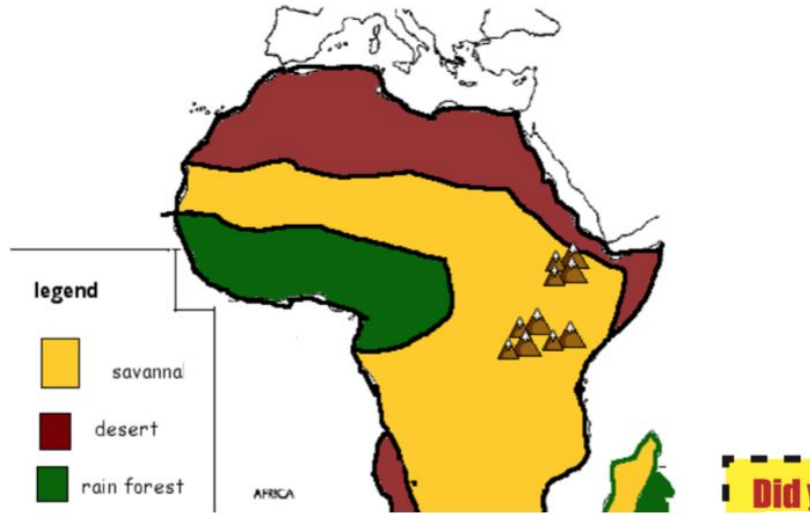 legend
savanna
desert
rain forest
AFRICA
Did